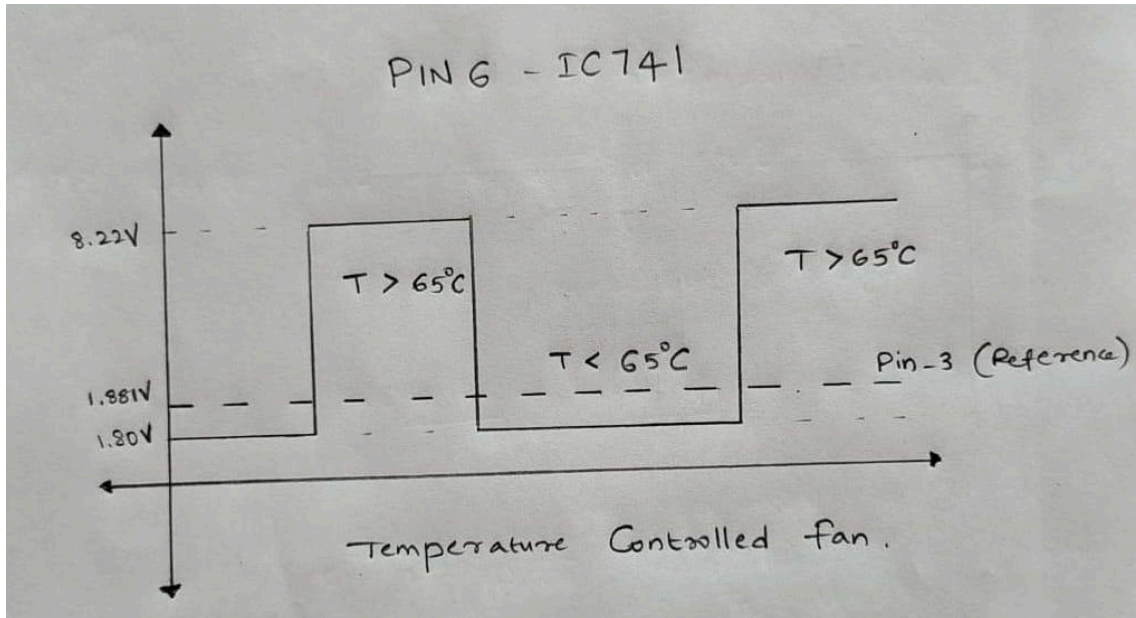 PIN 6 - IC741
8.22V
T > 65°C
T > 65°C
T < 65°C
Pin-3 (Reference)
1.881V
1.80V
Temperature Controlled fan.